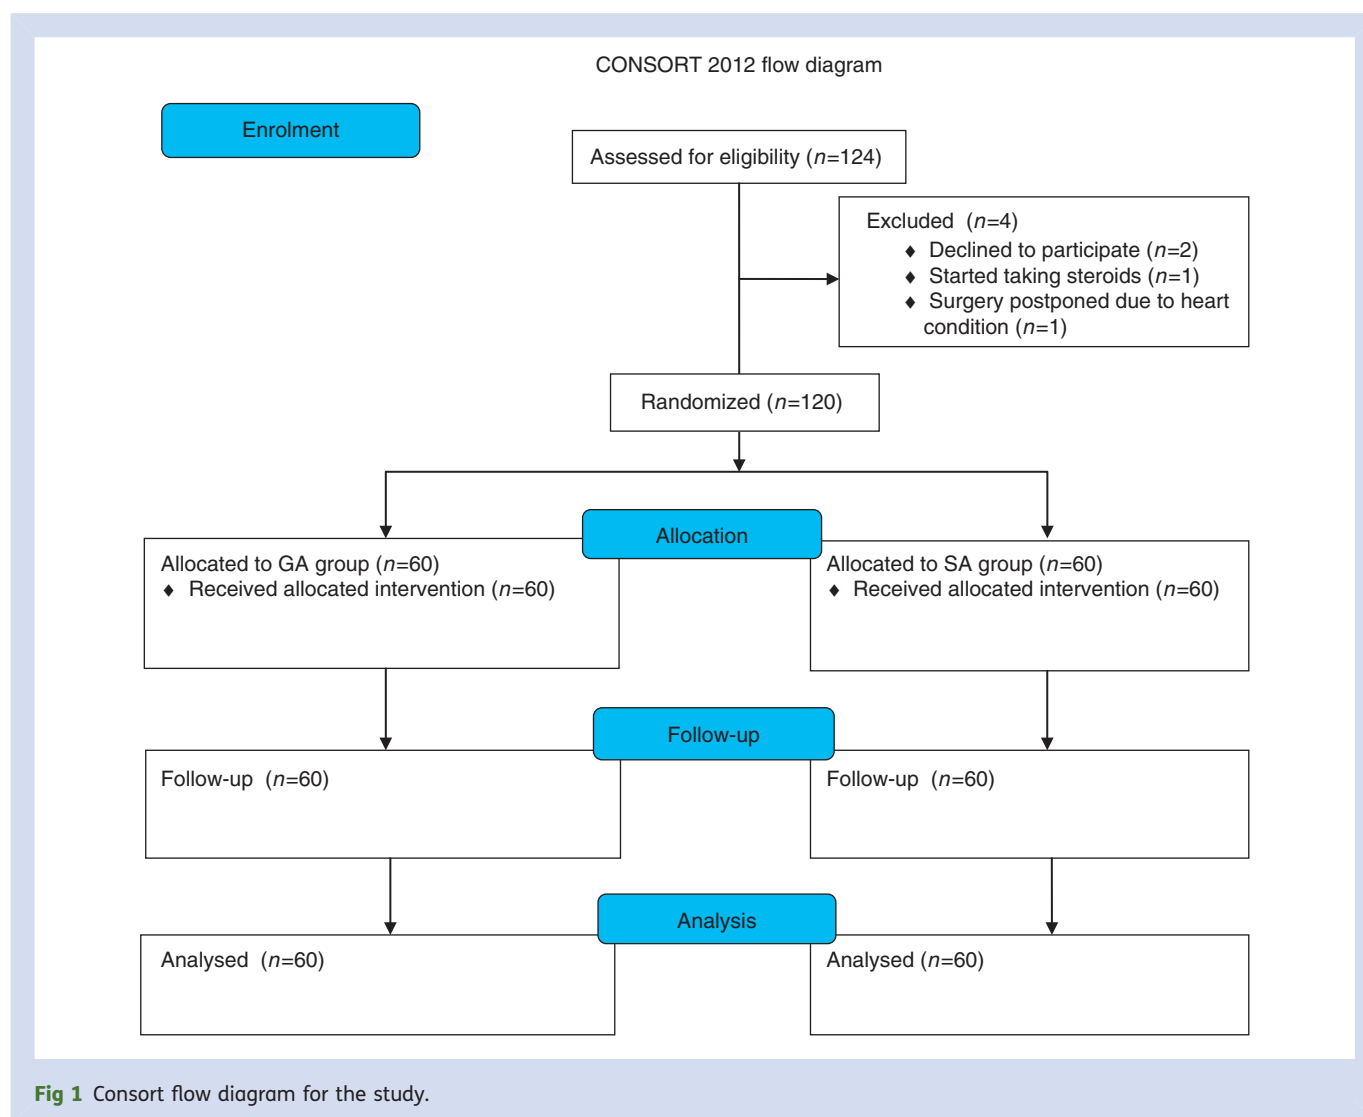 CONSORT 2012 flow diagram
Enrolment
Assessed for eligibility (n=124)
Excluded (n=4)
♦ Declined to participate (n=2)
♦ Started taking steroids (n=1)
♦ Surgery postponed due to heart
condition (n=1)
Randomized (n=120)
Allocation
Allocated to GA group (n=60)
♦ Received allocated intervention (n=60)
Allocated to SA group (n=60)
♦ Received allocated intervention (n=60)
Follow-up
Follow-up (n=60)
Follow-up (n=60)
Analysis
Analysed (n=60)
Analysed (n=60)
Fig 1 Consort flow diagram for the study.